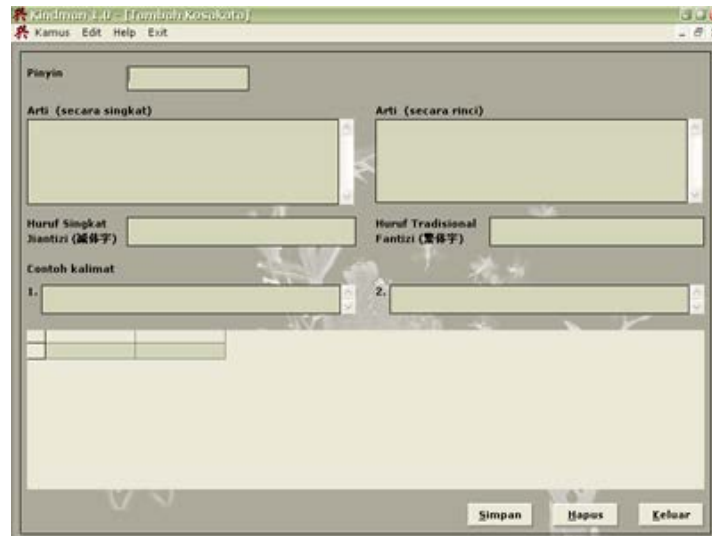 Kindman 1.0 - [Tambah Kosakata]
Kamus Edit Help Exit
Pinyin
Arti (secara singkat)
Arti (secara rinci)
Huruf Singkat
Jiantizi (减体字)
Huruf Tradisional
Fantizi (繁体字)
Contoh kalimat
1.
2.
Simpan Hapus Keluar